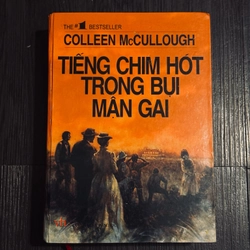 THE #1 BESTSELLER
COLLEEN McCULLOUGH
TIẾNG CHIM HÓT
TRONG BỤI
MẬN GAI